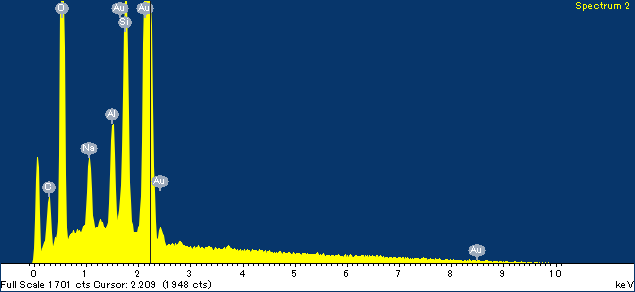 Spectrum 2
O Au Au
Si
Al
Na
Au
C
Au
0 1 2 3 4 5 6 7 8 9 10
Full Scale 1701 cts Cursor: 2.209 (1948 cts) keV